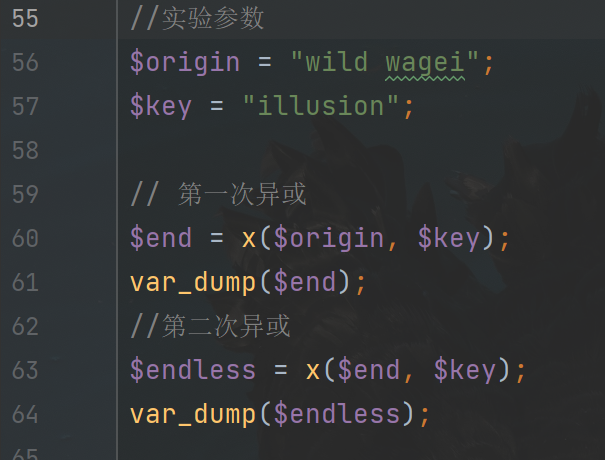 55 //实验参数
56 $origin = "wild wagei";
57 $key = "illusion";
58
59 // 第一次异或
60 $end = x($origin, $key);
61 var_dump($end);
62 //第二次异或
63 $endless = x($end, $key);
64 var_dump($endless);
65